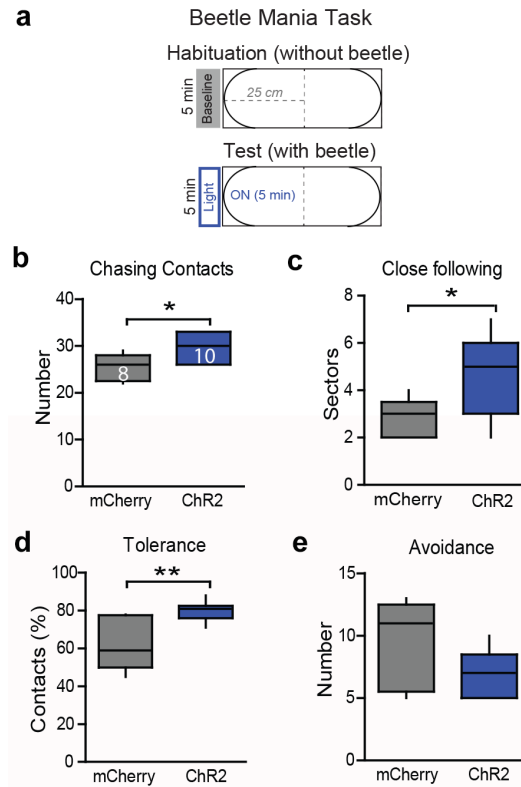 a
Beetle Mania Task
Habituation (without beetle)
5 min
Baseline
25 cm
Test (with beetle)
5 min
Light
ON (5 min)
b
Chasing Contacts
Number
40
30
20
10
0
*
8
10
mCherry
ChR2
c
Close following
Sectors
8
6
4
2
0
*
mCherry
ChR2
d
Tolerance
Contacts (%)
100
80
60
40
20
0
**
mCherry
ChR2
e
Avoidance
Number
15
10
5
0
mCherry
ChR2